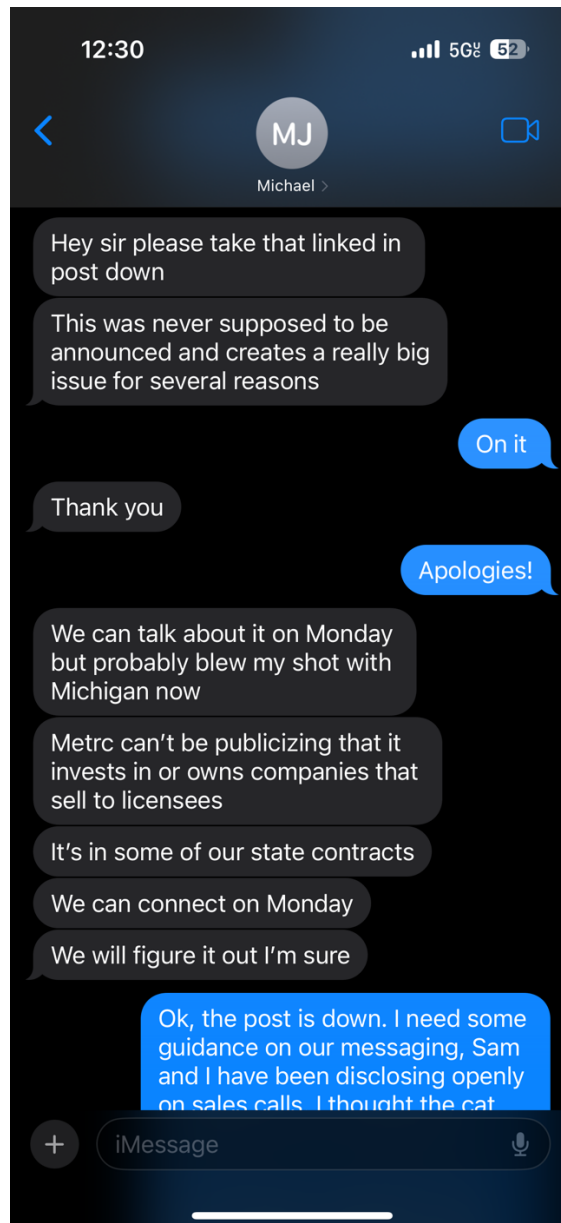 12:30
5G 52
MJ
Michael >
Hey sir please take that linked in
post down
This was never supposed to be
announced and creates a really big
issue for several reasons
On it
Thank you
Apologies!
We can talk about it on Monday
but probably blew my shot with
Michigan now
Metrc can’t be publicizing that it
invests in or owns companies that
sell to licensees
It’s in some of our state contracts
We can connect on Monday
We will figure it out I’m sure
Ok, the post is down. I need some
guidance on our messaging, Sam
and I have been disclosing openly
on sales calls. I thought the cat
iMessage